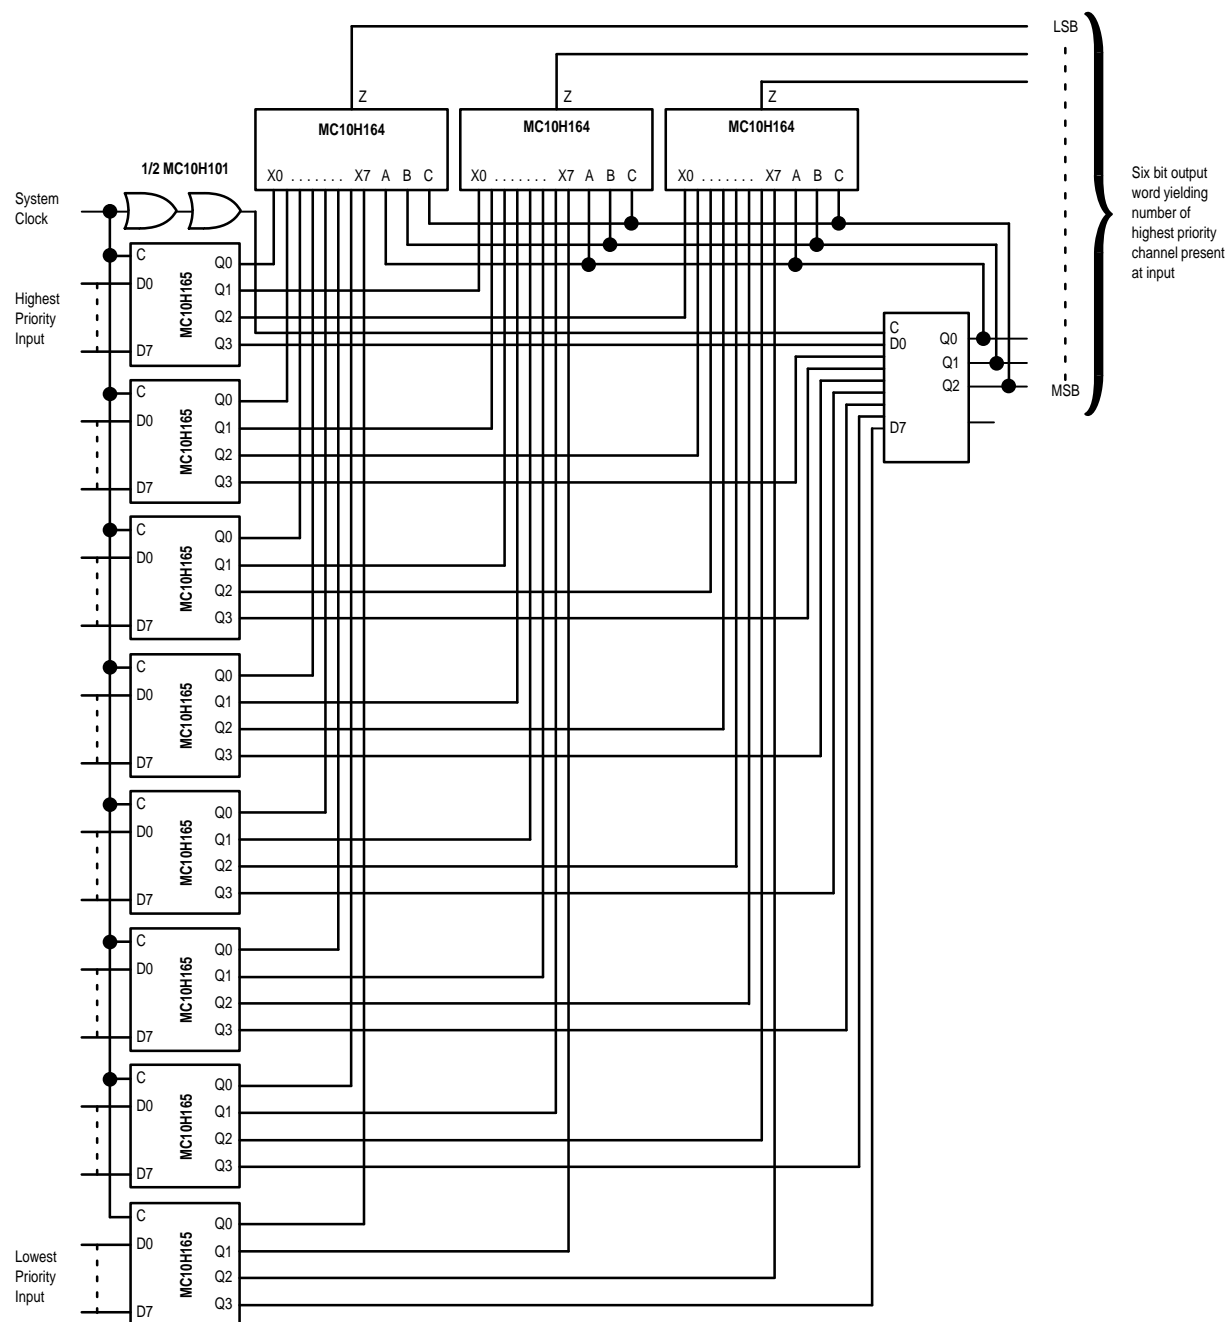 LSB
Z
Z
Z
MC10H164
MC10H164
MC10H164
1/2 MC10H101
X0 ....... X7 A B C
X0 ....... X7 A B C
X0 ....... X7 A B C
Six bit output
word yielding
number of
highest priority
channel present
at input
System
Clock
C
D0
D7
MC10H165
Q0
Q1
Q2
Q3
Highest
Priority
Input
C
D0
D7
Q0
Q1
Q2
MSB
C
D0
D7
MC10H165
Q0
Q1
Q2
Q3
C
D0
D7
MC10H165
Q0
Q1
Q2
Q3
C
D0
D7
MC10H165
Q0
Q1
Q2
Q3
C
D0
D7
MC10H165
Q0
Q1
Q2
Q3
C
D0
D7
MC10H165
Q0
Q1
Q2
Q3
C
D0
D7
MC10H165
Q0
Q1
Q2
Q3
C
D0
D7
MC10H165
Q0
Q1
Q2
Q3
Lowest
Priority
Input